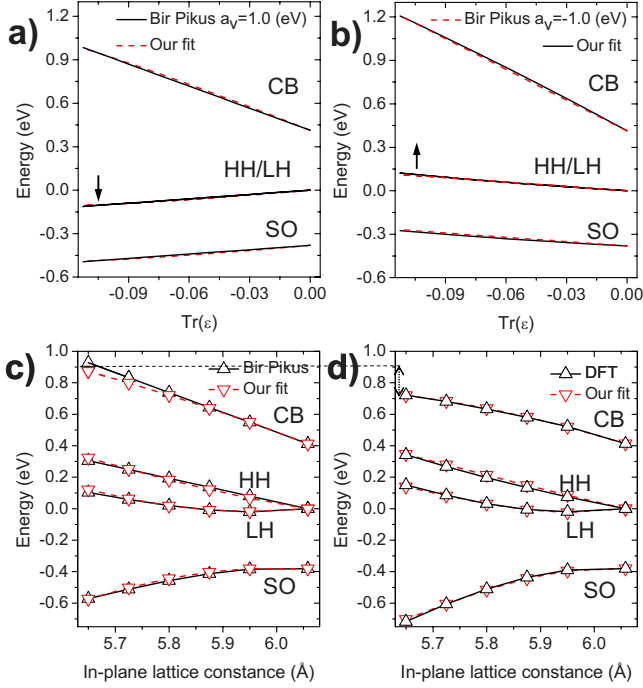 a)
Bir Pikus aᵥ=1.0 (eV)
Our fit
CB
HH/LH
SO
Energy (eV)
1.2
0.9
0.6
0.3
0.0
-0.3
-0.6
-0.09 -0.06 -0.03 0.00
Tr(ε)
b)
Bir Pikus aᵥ=-1.0 (eV)
Our fit
CB
HH/LH
SO
Energy (eV)
1.2
0.9
0.6
0.3
0.0
-0.3
-0.6
-0.09 -0.06 -0.03 0.00
Tr(ε)
c)
Bir Pikus
Our fit
CB
HH
LH
SO
Energy (eV)
1.0
0.8
0.6
0.4
0.2
0.0
-0.2
-0.4
-0.6
5.7 5.8 5.9 6.0
In-plane lattice constance (Å)
d)
DFT
Our fit
CB
HH
LH
SO
Energy (eV)
1.0
0.8
0.6
0.4
0.2
0.0
-0.2
-0.4
-0.6
5.7 5.8 5.9 6.0
In-plane lattice constance (Å)